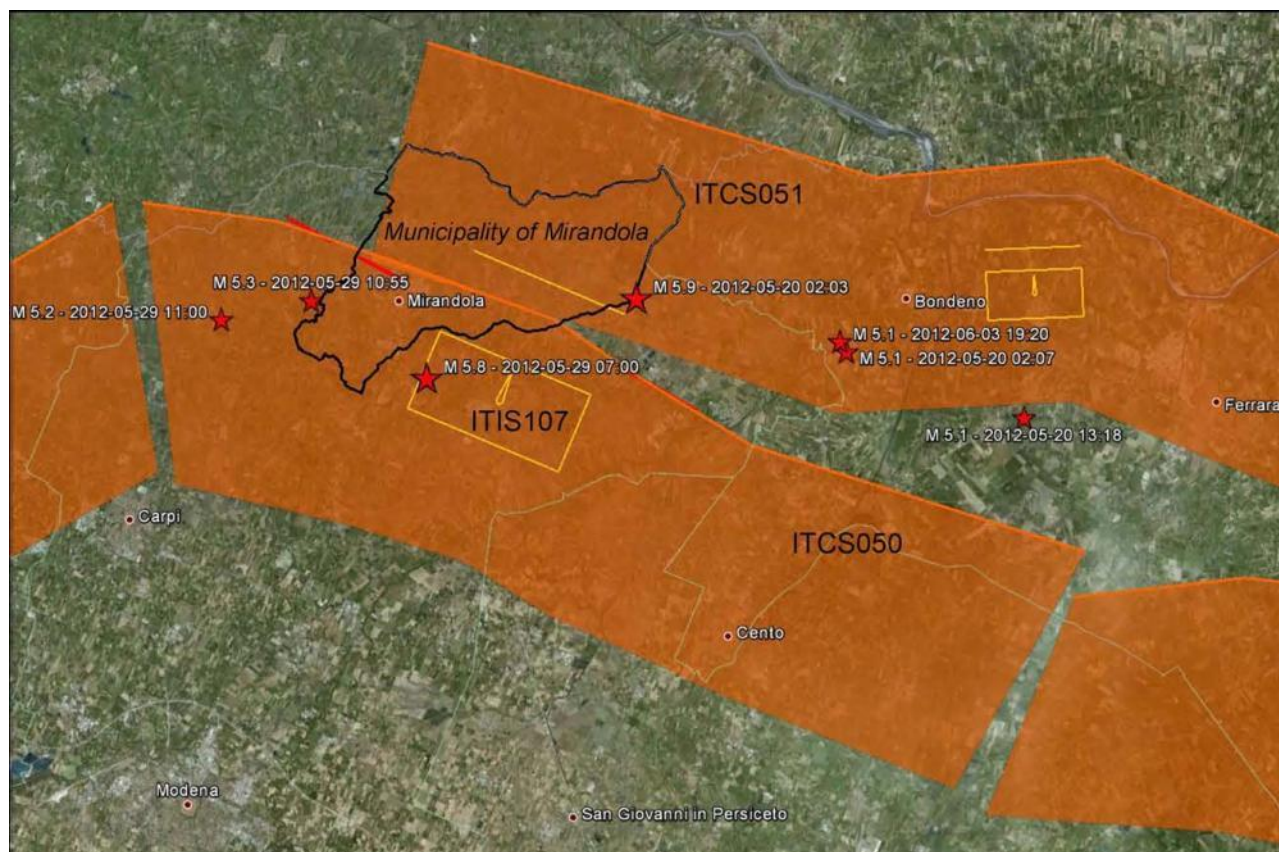 ITCS051
Municipality of Mirandola
M 5.3 - 2012-05-29 10:55
Mirandola
M 5.9 - 2012-05-20 02-03
Bondeno
M 5.2 - 2012-05-29 11:00
M 5.1 - 2012-06-03 19:20
M 5.1 - 2012-05-20 02:07
M 5.8 - 2012-05-29 07:00
Ferrara
ITIS107
M 5.1 - 2012-05-20 13:18
Carpi
ITCS050
Cento
Modena
San Giovanni in Persiceto